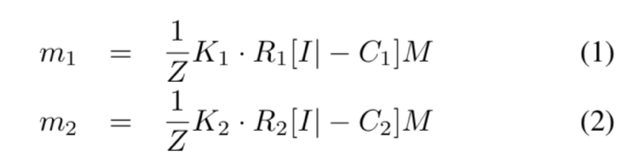 m₁ = 1/Z K₁ · R₁[I| − C₁]M (1)
m₂ = 1/Z K₂ · R₂[I| − C₂]M (2)